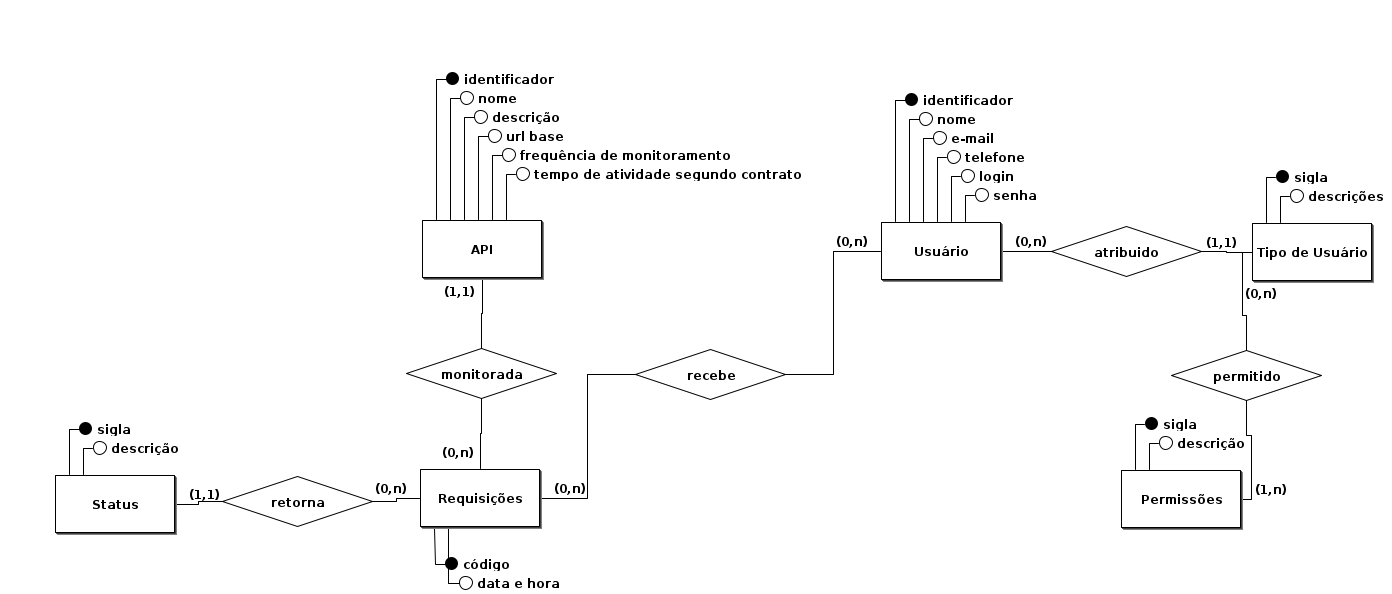 identificador
nome
descrição
url base
frequência de monitoramento
tempo de atividade segundo contrato
API
(1,1)
monitorada
(0,n)
identificador
nome
e-mail
telefone
login
senha
Usuário
(0,n)
(0,n)
atribuido
(1,1)
sigla
descrições
Tipo de Usuário
(0,n)
permitido
recebe
sigla
descrição
Status
(1,1)
retorna
(0,n)
Requisições
(0,n)
código
data e hora
sigla
descrição
Permissões
(1,n)